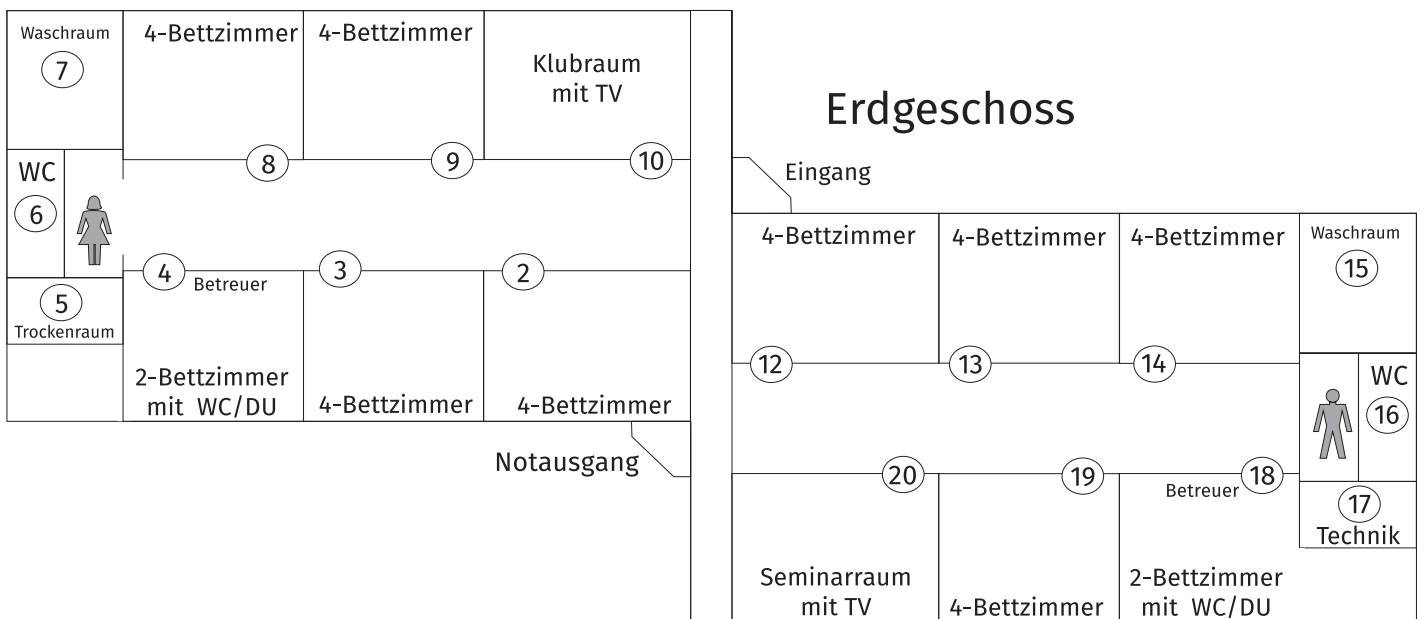 Waschraum
7
4-Bettzimmer
4-Bettzimmer
Klubraum
mit TV
Erdgeschoss
8
9
10
WC
6
Eingang
4
Betreuer
3
2
5
Trockenraum
2-Bettzimmer
mit WC/DU
4-Bettzimmer
4-Bettzimmer
Notausgang
4-Bettzimmer
4-Bettzimmer
4-Bettzimmer
Waschraum
15
12
13
14
WC
16
20
19
Betreuer
18
17
Technik
Seminarraum
mit TV
4-Bettzimmer
2-Bettzimmer
mit WC/DU